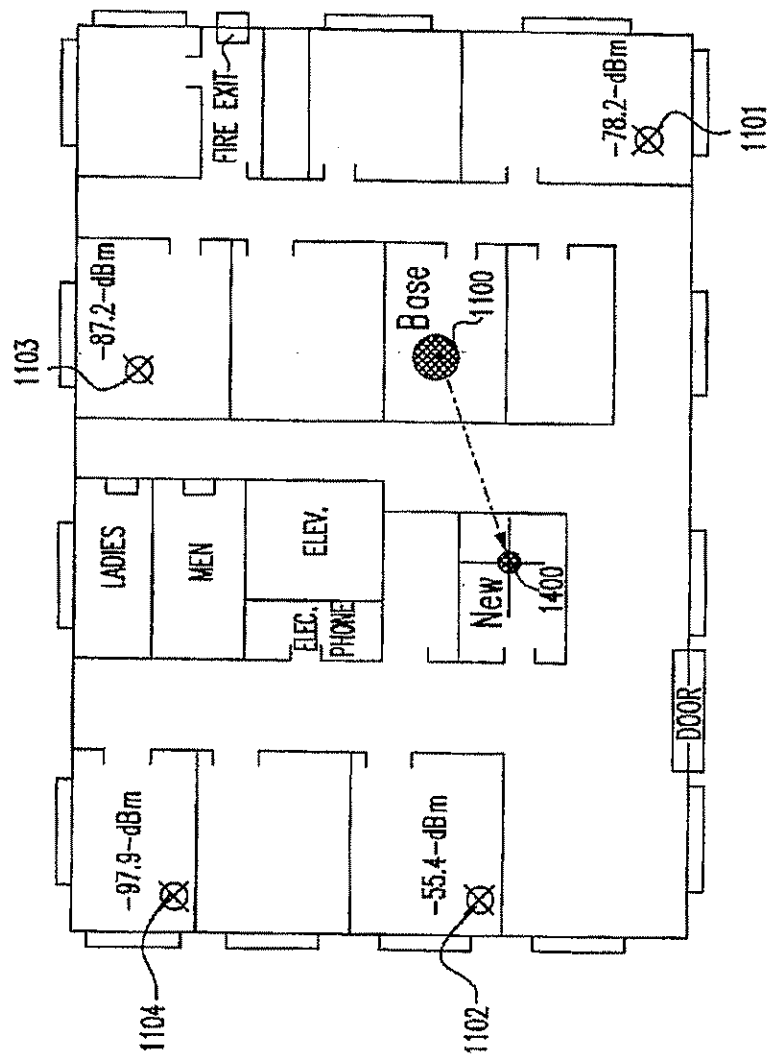 1104
1102
-97.9-dBm
-55.4-dBm
DOOR
LADIES
MEN
ELEC.
PHONE
ELEV.
New
1400
1103
-87.2-dBm
Base
1100
FIRE EXIT
-78.2-dBm
1101